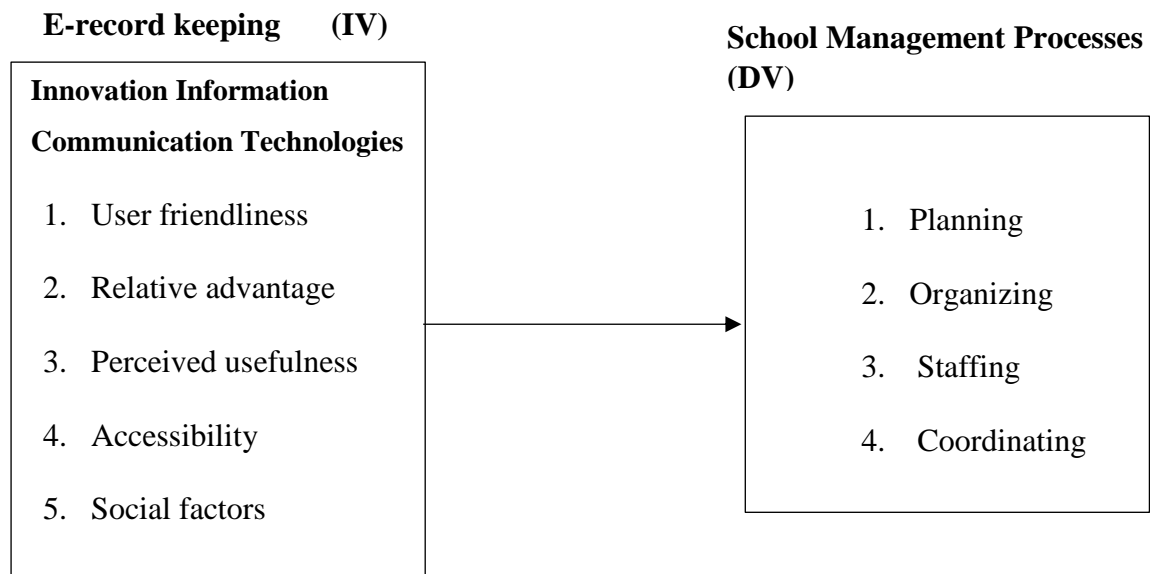 E-record keeping (IV)
Innovation Information
Communication Technologies
1. User friendliness
2. Relative advantage
3. Perceived usefulness
4. Accessibility
5. Social factors
School Management Processes
(DV)
1. Planning
2. Organizing
3. Staffing
4. Coordinating